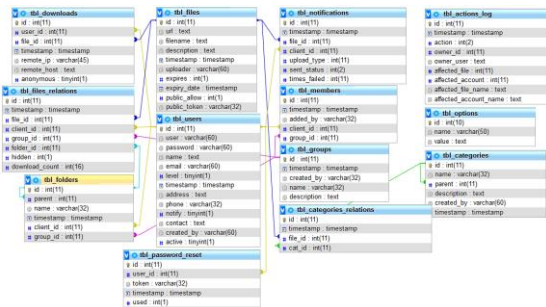 tbl_downloads
id : int(11)
user_id : int(11)
file_id : int(11)
timestamp : timestamp
remote_ip : varchar(45)
remote_host : text
anonymous : tinyint(1)
tbl_files_relations
id : int(11)
timestamp : timestamp
file_id : int(11)
client_id : int(11)
group_id : int(11)
folder_id : int(11)
hidden : int(1)
download_count : int(16)
tbl_folders
id : int(11)
parent : int(11)
name : varchar(32)
timestamp : timestamp
client_id : int(11)
group_id : int(11)
tbl_files
id : int(11)
url : text
filename : text
description : text
timestamp : timestamp
uploader : varchar(60)
expires : int(1)
expiry_date : timestamp
public_allow : int(1)
public_token : varchar(32)
tbl_users
id : int(11)
user : varchar(60)
password : varchar(60)
name : text
email : varchar(60)
level : tinyint(1)
timestamp : timestamp
address : text
phone : varchar(32)
notify : tinyint(1)
contact : text
created_by : varchar(60)
active : tinyint(1)
tbl_password_reset
id : int(11)
user_id : int(11)
token : varchar(32)
timestamp : timestamp
used : int(1)
tbl_notifications
id : int(11)
timestamp : timestamp
file_id : int(11)
client_id : int(11)
upload_type : int(11)
sent_status : int(2)
times_failed : int(11)
tbl_members
id : int(11)
timestamp : timestamp
added_by : varchar(32)
client_id : int(11)
group_id : int(11)
tbl_groups
id : int(11)
timestamp : timestamp
created_by : varchar(32)
name : varchar(32)
description : text
tbl_categories_relations
id : int(11)
timestamp : timestamp
file_id : int(11)
cat_id : int(11)
tbl_actions_log
id : int(11)
timestamp : timestamp
action : int(2)
owner_id : int(11)
owner_user : text
affected_file : int(11)
affected_account : int(11)
affected_file_name : text
affected_account_name : text
tbl_options
id : int(10)
name : varchar(50)
value : text
tbl_categories
id : int(11)
name : varchar(32)
parent : int(11)
description : text
created_by : varchar(60)
timestamp : timestamp